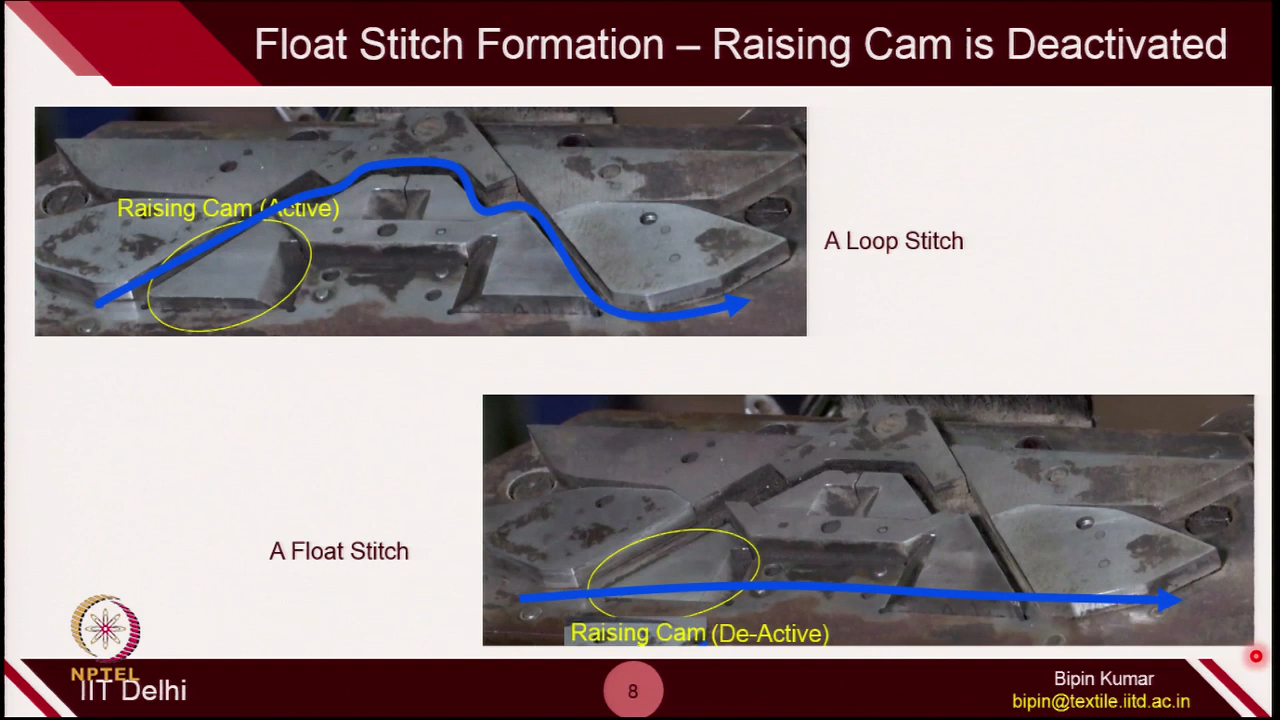 Float Stitch Formation – Raising Cam is Deactivated
Raising Cam (Active)
A Loop Stitch
A Float Stitch
Raising Cam (De-Active)
NPTEL
IIT Delhi
8
Bipin Kumar
bipin@textile.iitd.ac.in